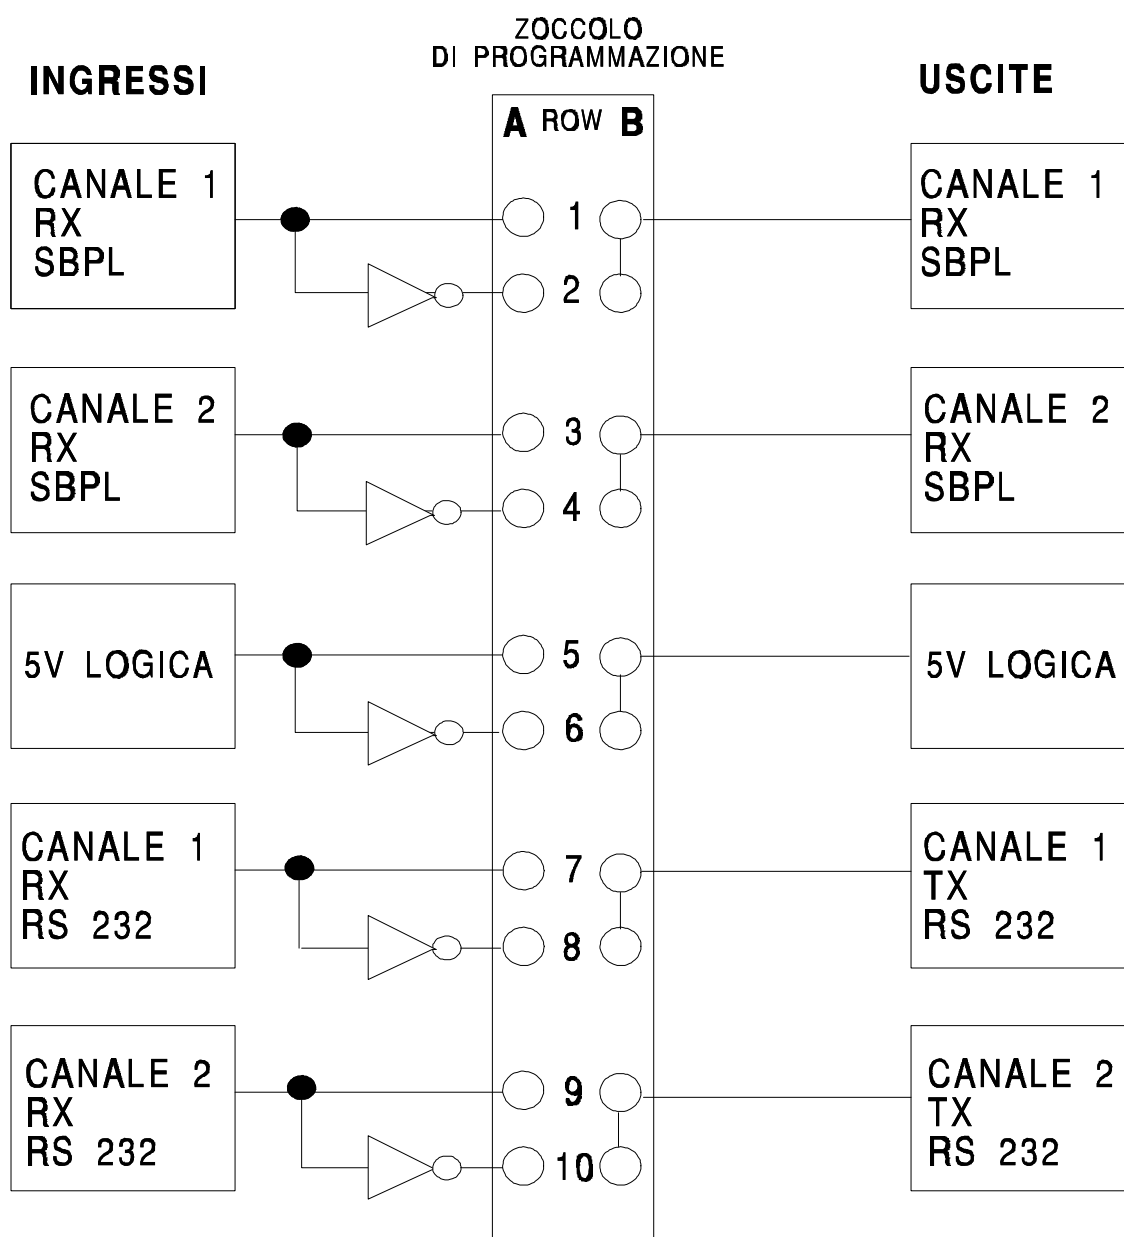 ZOCCOLO
DI PROGRAMMAZIONE
INGRESSI
USCITE
A ROW B
CANALE 1
RX
SBPL
1
2
CANALE 1
RX
SBPL
CANALE 2
RX
SBPL
3
4
CANALE 2
RX
SBPL
5V LOGICA
5
6
5V LOGICA
CANALE 1
RX
RS 232
7
8
CANALE 1
TX
RS 232
CANALE 2
RX
RS 232
9
10
CANALE 2
TX
RS 232